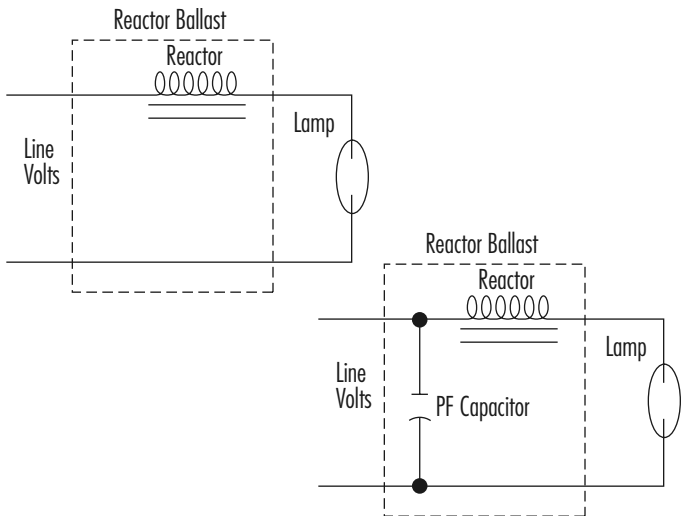 Reactor Ballast
Reactor
Lamp
Line
Volts
Reactor Ballast
Reactor
Lamp
Line
Volts
PF Capacitor